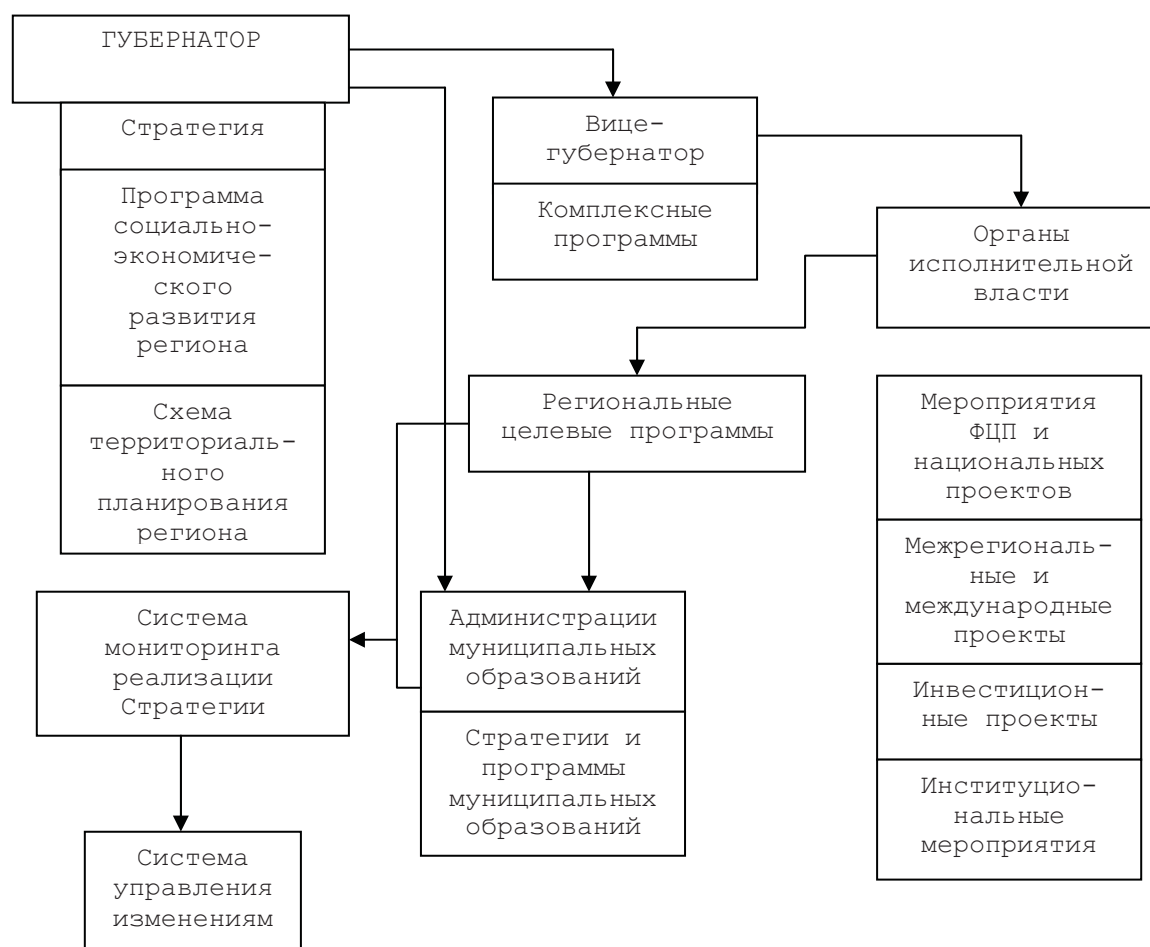 ГУБЕРНАТОР
Стратегия
Программа
социально-
экономиче-
ского
развития
региона
Схема
территориаль-
ного
планирования
региона
Вице-
губернатор
Комплексные
программы
Органы
исполнительной
власти
Региональные
целевые программы
Мероприятия
ФЦП и
национальных
проектов
Межрегиональ-
ные и
международные
проекты
Инвестицион-
ные проекты
Институцио-
нальные
мероприятия
Администрации
муниципальных
образований
Стратегии и
программы
муниципальных
образований
Система
мониторинга
реализации
Стратегии
Система
управления
изменениям